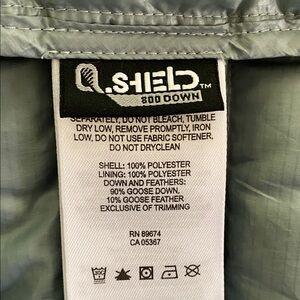 Q.SHIELD™
800 DOWN
SEPARATELY, DO NOT BLEACH, TUMBLE
DRY LOW, REMOVE PROMPTLY, IRON
LOW, DO NOT USE FABRIC SOFTENER.
DO NOT DRYCLEAN
SHELL: 100% POLYESTER
LINING: 100% POLYESTER
DOWN AND FEATHERS:
90% GOOSE DOWN,
10% GOOSE FEATHER
EXCLUSIVE OF TRIMMING
RN 89674
CA 05367